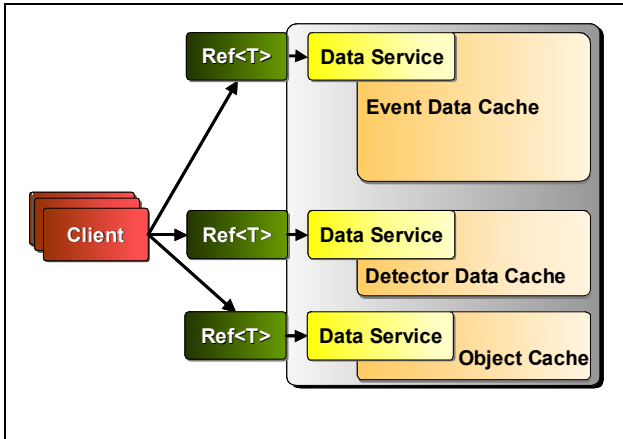 Ref<T>
Data Service
Event Data Cache
Client
Ref<T>
Data Service
Detector Data Cache
Ref<T>
Data Service
Object Cache